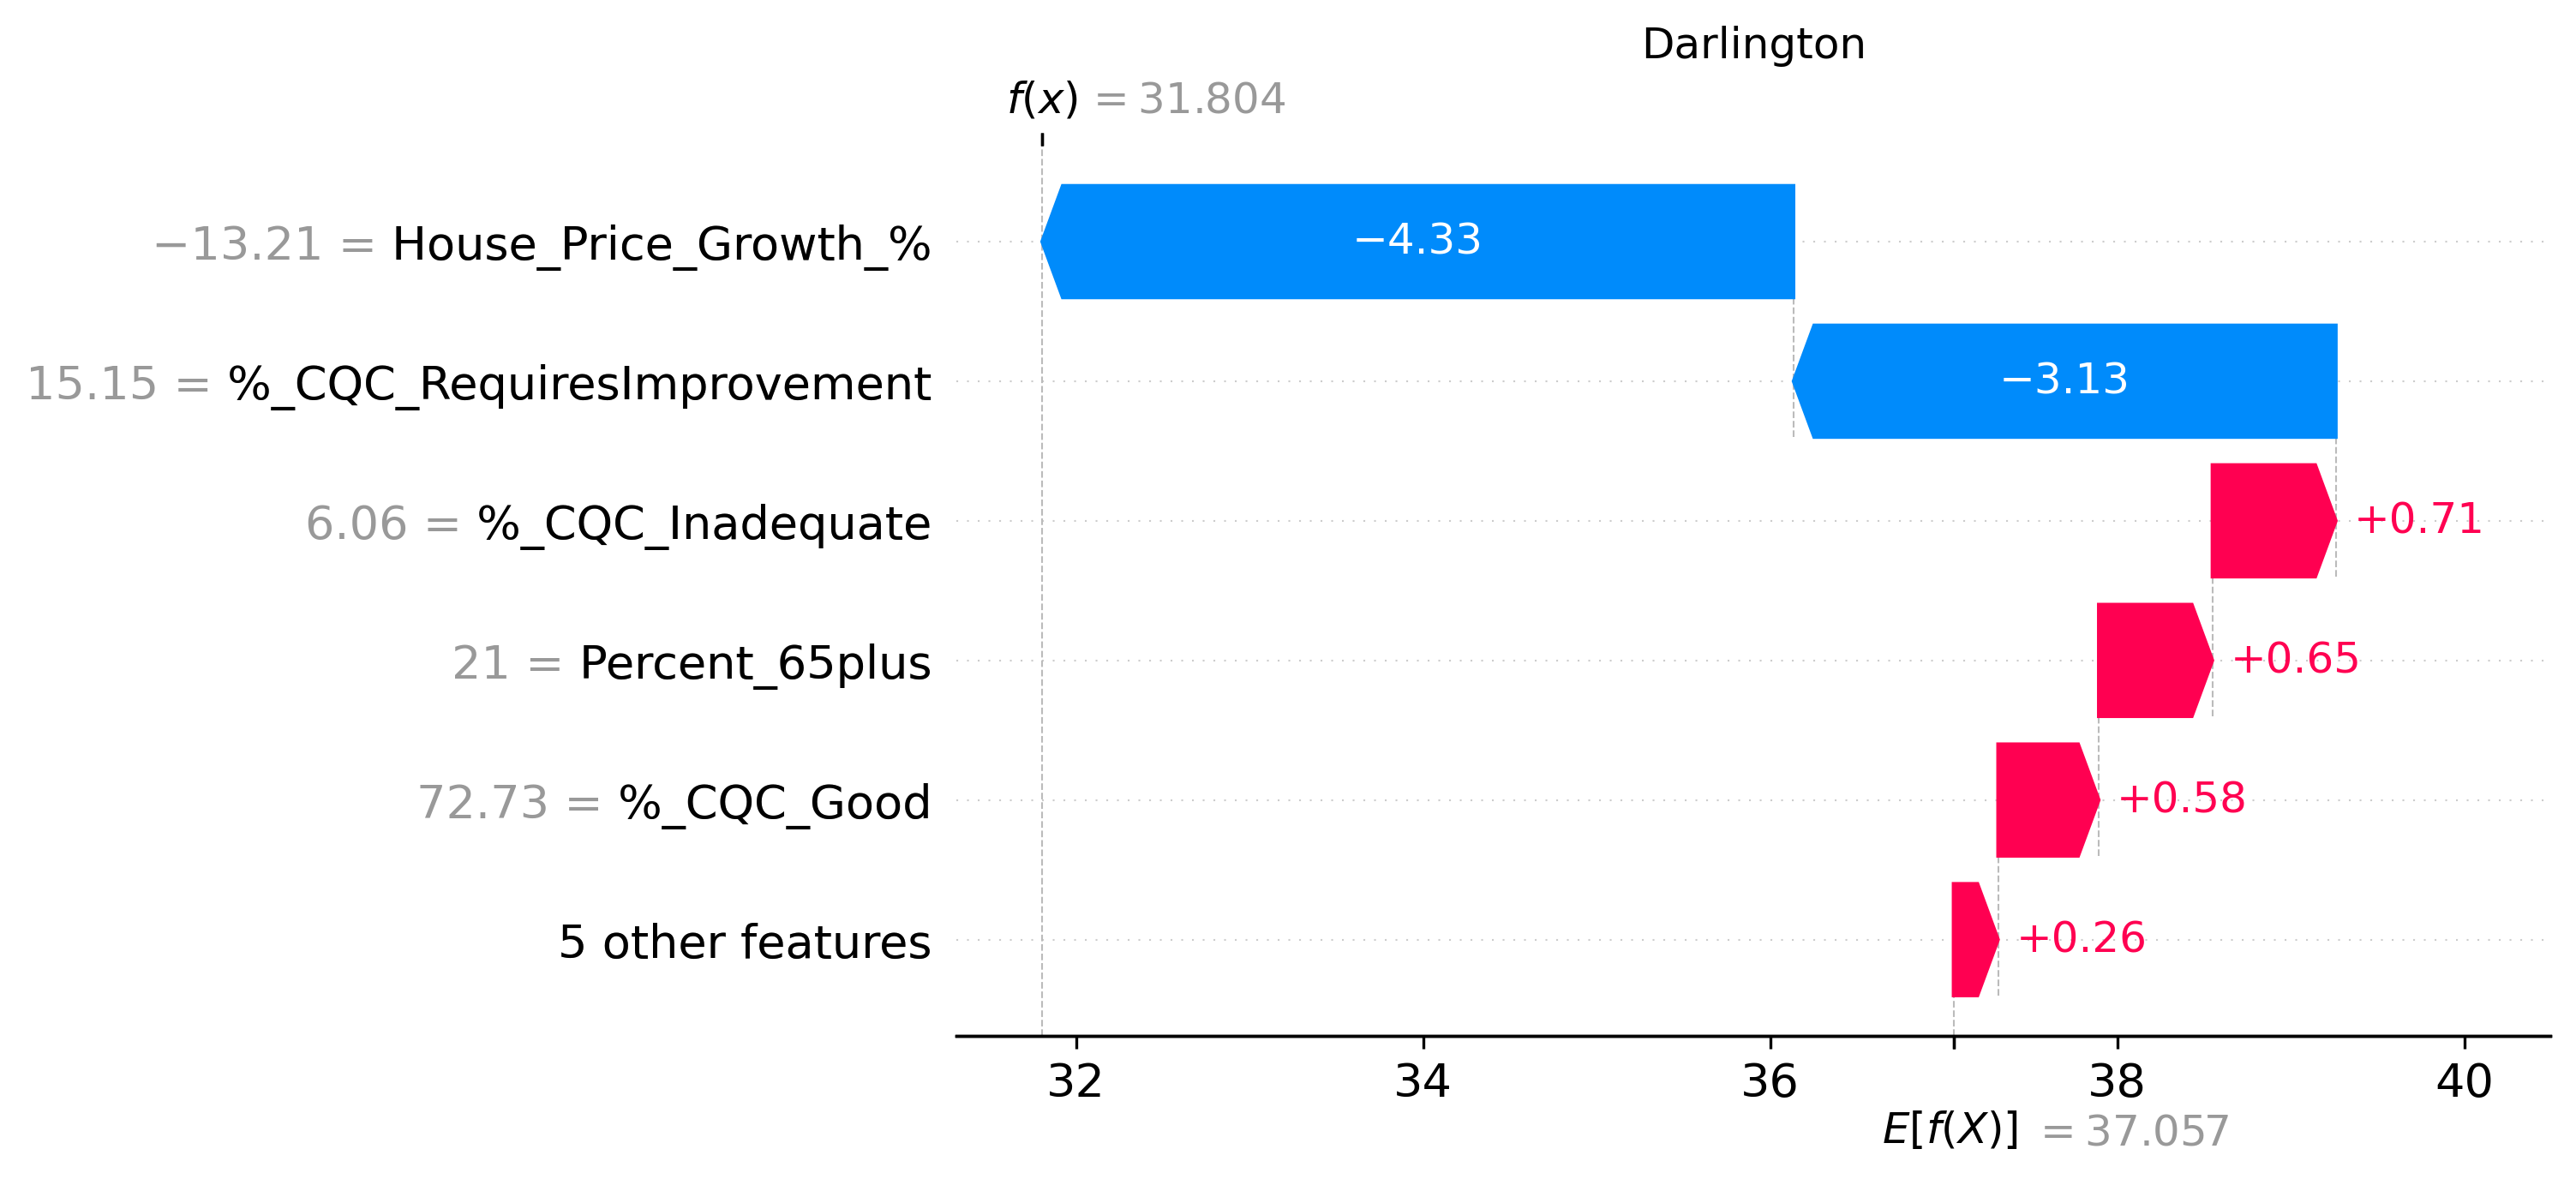 Darlington
f(x) = 31.804
−13.21 = House_Price_Growth_% −4.33
15.15 = %_CQC_RequiresImprovement −3.13
6.06 = %_CQC_Inadequate +0.71
21 = Percent_65plus +0.65
72.73 = %_CQC_Good +0.58
5 other features +0.26
32 34 36 38 40
E[f(X)] = 37.057